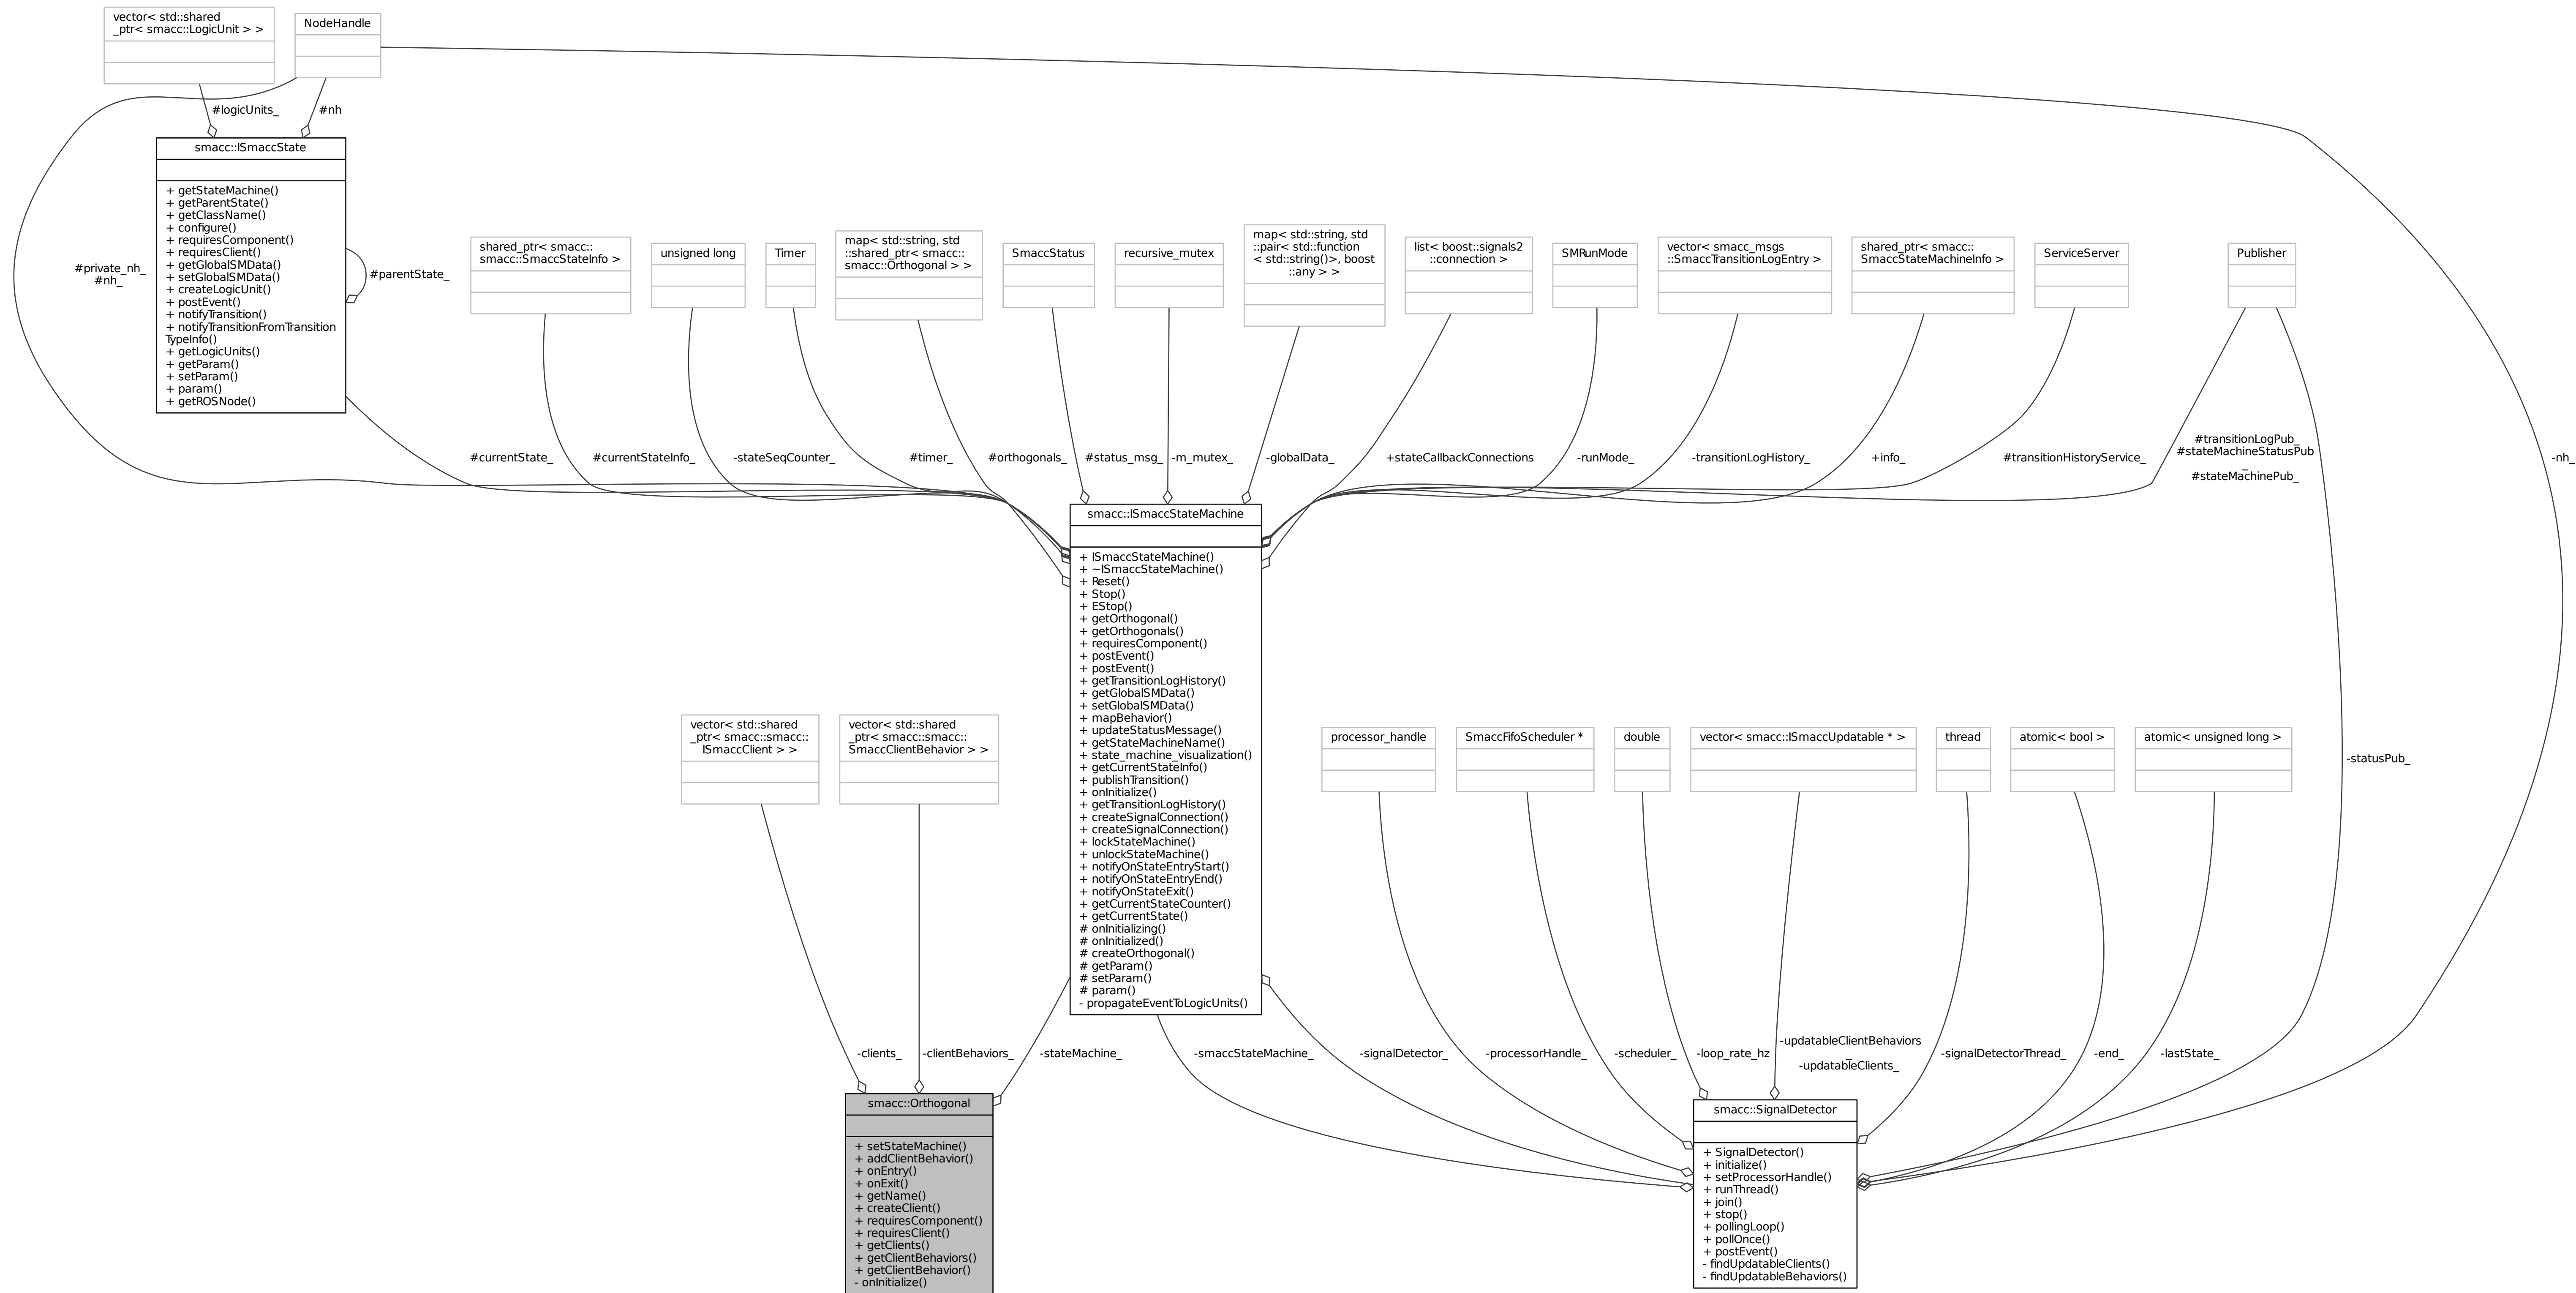 vector< std::shared
_ptr< smacc::LogicUnit > >
NodeHandle
#logicUnits_
#nh
smacc::ISmaccState
+ getStateMachine()
+ getParentState()
+ getClassName()
+ configure()
+ requiresComponent()
+ requiresClient()
+ getGlobalSMData()
+ setGlobalSMData()
+ createLogicUnit()
+ postEvent()
+ notifyTransition()
+ notifyTransitionFromTransition
TypeInfo()
+ getLogicUnits()
+ getParam()
+ setParam()
+ param()
+ getROSNode()
#private_nh_
#nh_
#parentState_
shared_ptr< smacc::
smacc::SmaccStateInfo >
unsigned long
Timer
map< std::string, std
::shared_ptr< smacc::
smacc::Orthogonal > >
SmaccStatus
recursive_mutex
map< std::string, std
::pair< std::function
< std::string()>, boost
::any > >
list< boost::signals2
::connection >
SMRunMode
vector< smacc_msgs
::SmaccTransitionLogEntry >
shared_ptr< smacc::
SmaccStateMachineInfo >
ServiceServer
Publisher
#currentState_
#currentStateInfo_
-stateSeqCounter_
#timer_
#orthogonals_
#status_msg_
-m_mutex_
-globalData_
+stateCallbackConnections
-runMode_
-transitionLogHistory_
+info_
#transitionHistoryService_
#transitionLogPub_
#stateMachineStatusPub
_
#stateMachinePub_
-nh_
smacc::ISmaccStateMachine
+ ISmaccStateMachine()
+ ~ISmaccStateMachine()
+ Reset()
+ Stop()
+ EStop()
+ getOrthogonal()
+ getOrthogonals()
+ requiresComponent()
+ postEvent()
+ postEvent()
+ getTransitionLogHistory()
+ getGlobalSMData()
+ setGlobalSMData()
+ mapBehavior()
+ updateStatusMessage()
+ getStateMachineName()
+ state_machine_visualization()
+ getCurrentStateInfo()
+ publishTransition()
+ onInitialize()
+ getTransitionLogHistory()
+ createSignalConnection()
+ createSignalConnection()
+ lockStateMachine()
+ unlockStateMachine()
+ notifyOnStateEntryStart()
+ notifyOnStateEntryEnd()
+ notifyOnStateExit()
+ getCurrentStateCounter()
+ getCurrentState()
# onInitializing()
# onInitialized()
# createOrthogonal()
# getParam()
# setParam()
# param()
- propagateEventToLogicUnits()
vector< std::shared
_ptr< smacc::smacc::
ISmaccClient > >
vector< std::shared
_ptr< smacc::smacc::
SmaccClientBehavior > >
processor_handle
SmaccFifoScheduler *
double
vector< smacc::ISmaccUpdatable * >
thread
atomic< bool >
atomic< unsigned long >
-statusPub_
-clients_
-clientBehaviors_
-stateMachine_
-smaccStateMachine_
-signalDetector_
-processorHandle_
-scheduler_
-loop_rate_hz
-updatableClientBehaviors
_
-updatableClients_
-signalDetectorThread_
-end_
-lastState_
smacc::Orthogonal
+ setStateMachine()
+ addClientBehavior()
+ onEntry()
+ onExit()
+ getName()
+ createClient()
+ requiresComponent()
+ requiresClient()
+ getClients()
+ getClientBehaviors()
+ getClientBehavior()
- onInitialize()
smacc::SignalDetector
+ SignalDetector()
+ initialize()
+ setProcessorHandle()
+ runThread()
+ join()
+ stop()
+ pollingLoop()
+ pollOnce()
+ postEvent()
- findUpdatableClients()
- findUpdatableBehaviors()